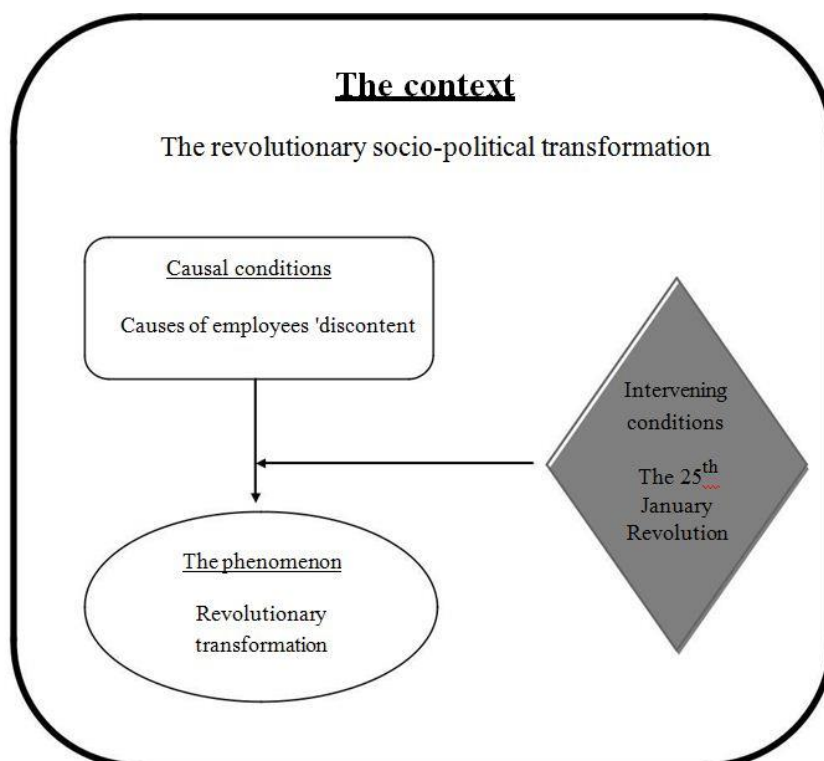 The context
The revolutionary socio-political transformation
Causal conditions
Causes of employees 'discontent
Intervening
conditions
The 25th
January
Revolution
The phenomenon
Revolutionary
transformation